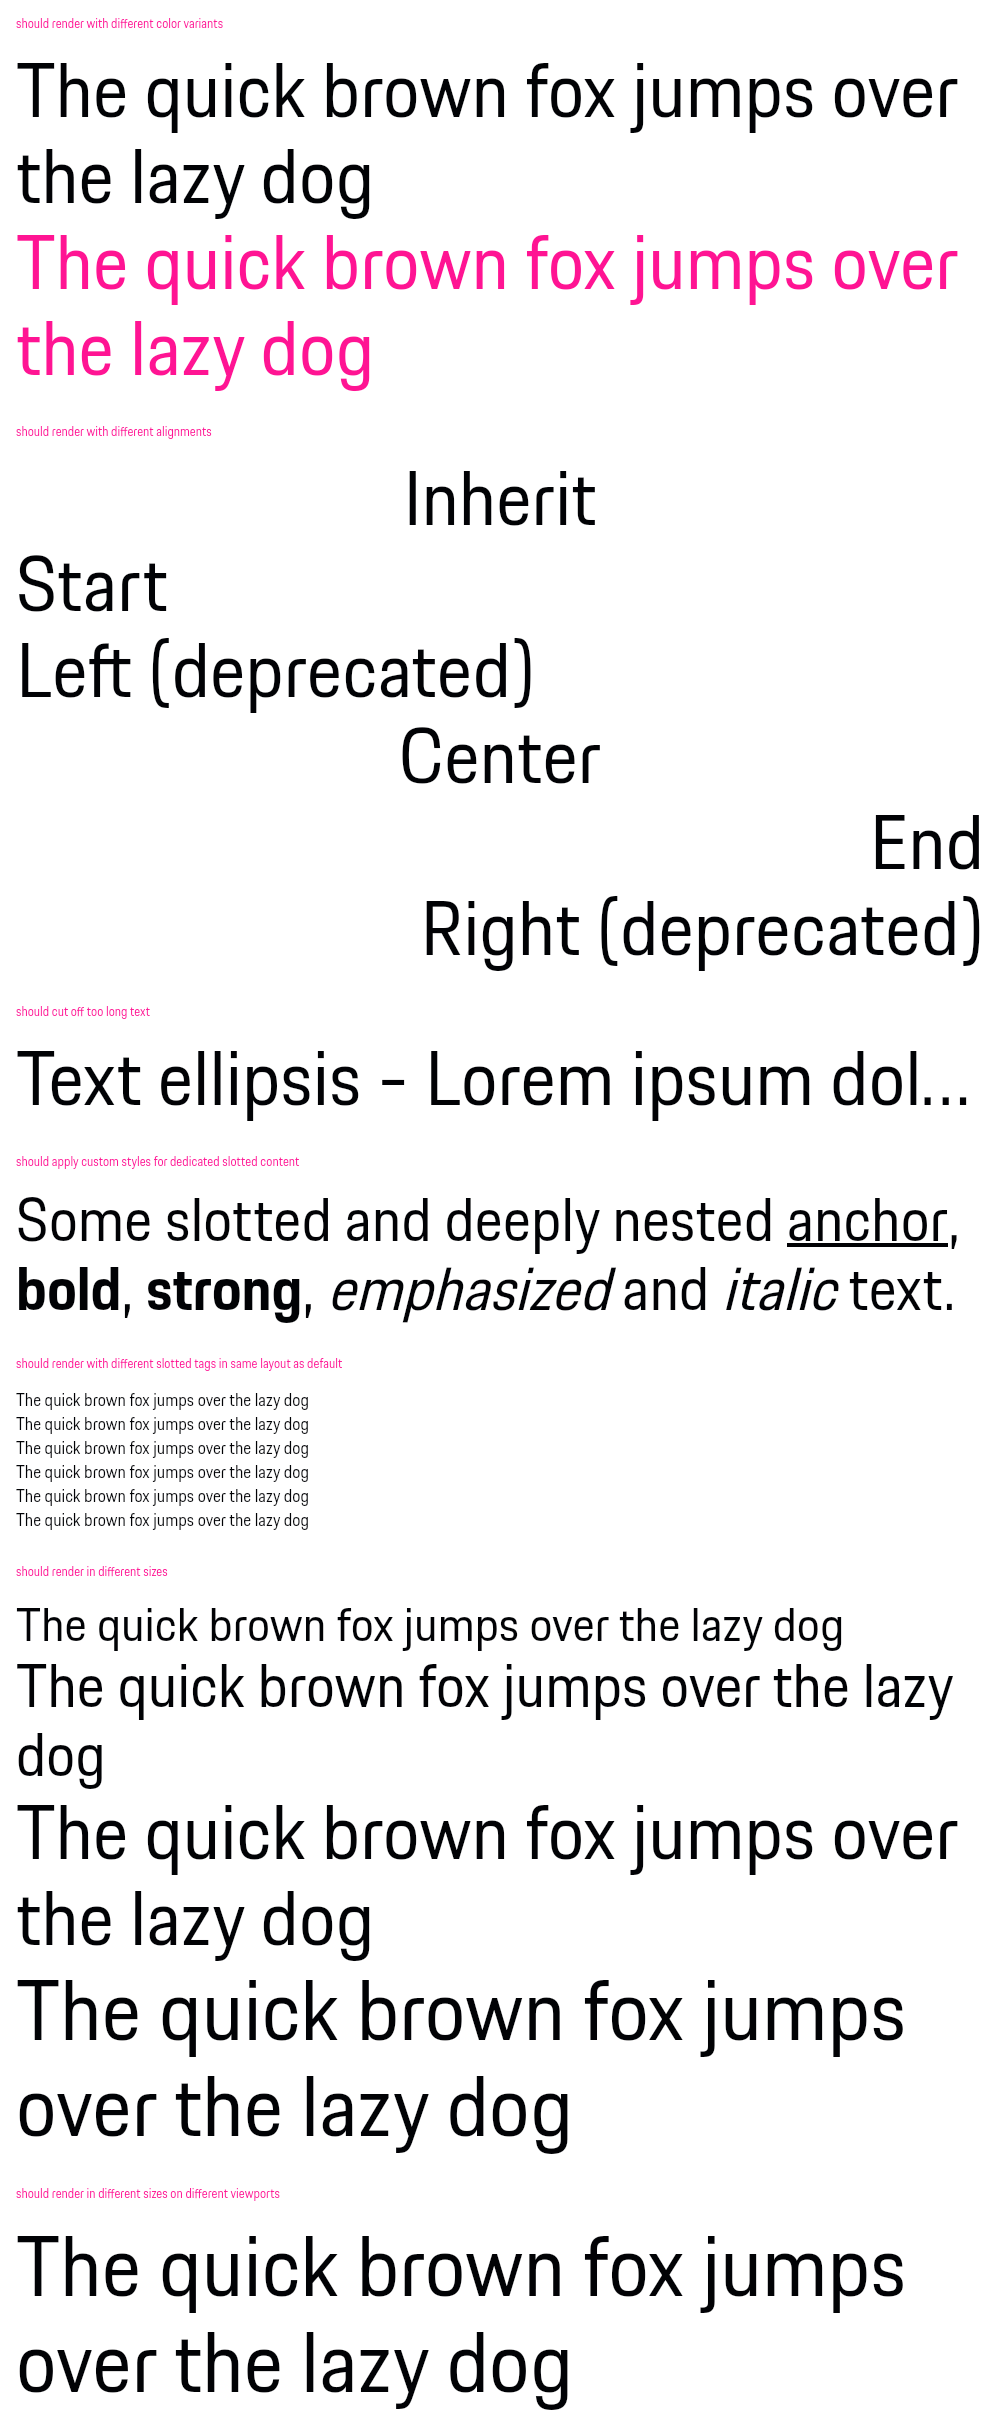 should render with different color variants
The quick brown fox jumps over
the lazy dog
The quick brown fox jumps over
the lazy dog
should render with different alignments
Inherit
Start
Left (deprecated)
Center
End
Right (deprecated)
should cut off too long text
Text ellipsis - Lorem ipsum dol…
should apply custom styles for dedicated slotted content
Some slotted and deeply nested anchor,
bold, strong, emphasized and italic text.
should render with different slotted tags in same layout as default
The quick brown fox jumps over the lazy dog
The quick brown fox jumps over the lazy dog
The quick brown fox jumps over the lazy dog
The quick brown fox jumps over the lazy dog
The quick brown fox jumps over the lazy dog
The quick brown fox jumps over the lazy dog
should render in different sizes
The quick brown fox jumps over the lazy dog
The quick brown fox jumps over the lazy
dog
The quick brown fox jumps over
the lazy dog
The quick brown fox jumps
over the lazy dog
should render in different sizes on different viewports
The quick brown fox jumps
over the lazy dog